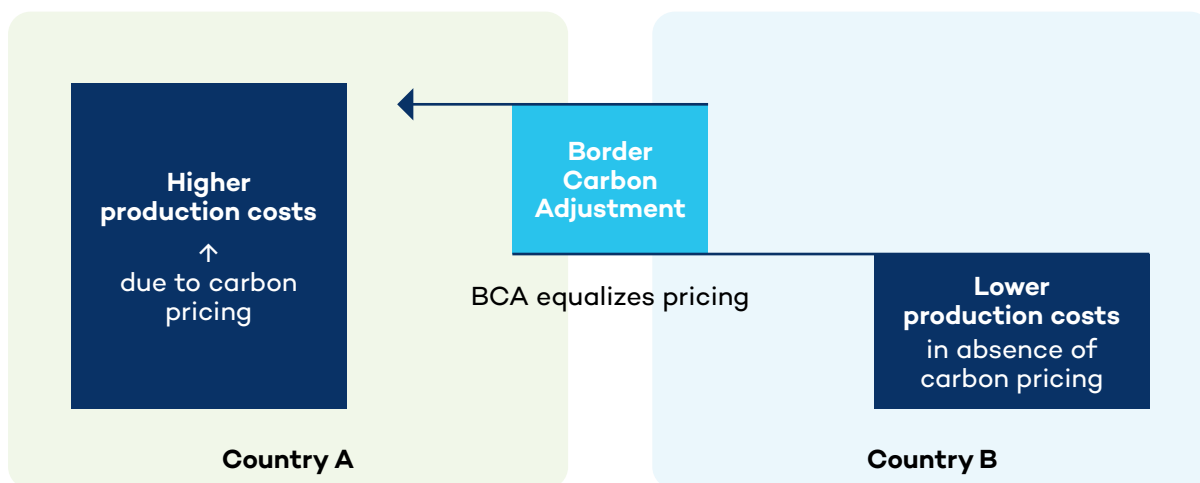 Higher
production costs
↑
due to carbon
pricing
Border
Carbon
Adjustment
BCA equalizes pricing
Lower
production costs
in absence of
carbon pricing
Country A
Country B